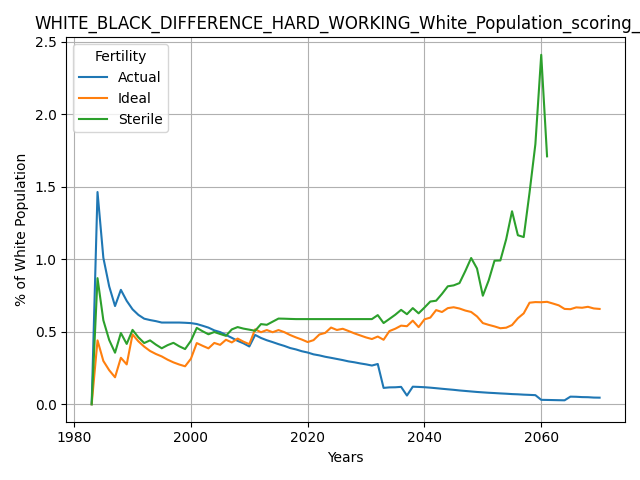 WHITE_BLACK_DIFFERENCE_HARD_WORKING_White_Population_scoring_
2.5
2.0
1.5
1.0
0.5
0.0
% of White Population
Fertility
Actual
Ideal
Sterile
1980
2000
2020
2040
2060
Years